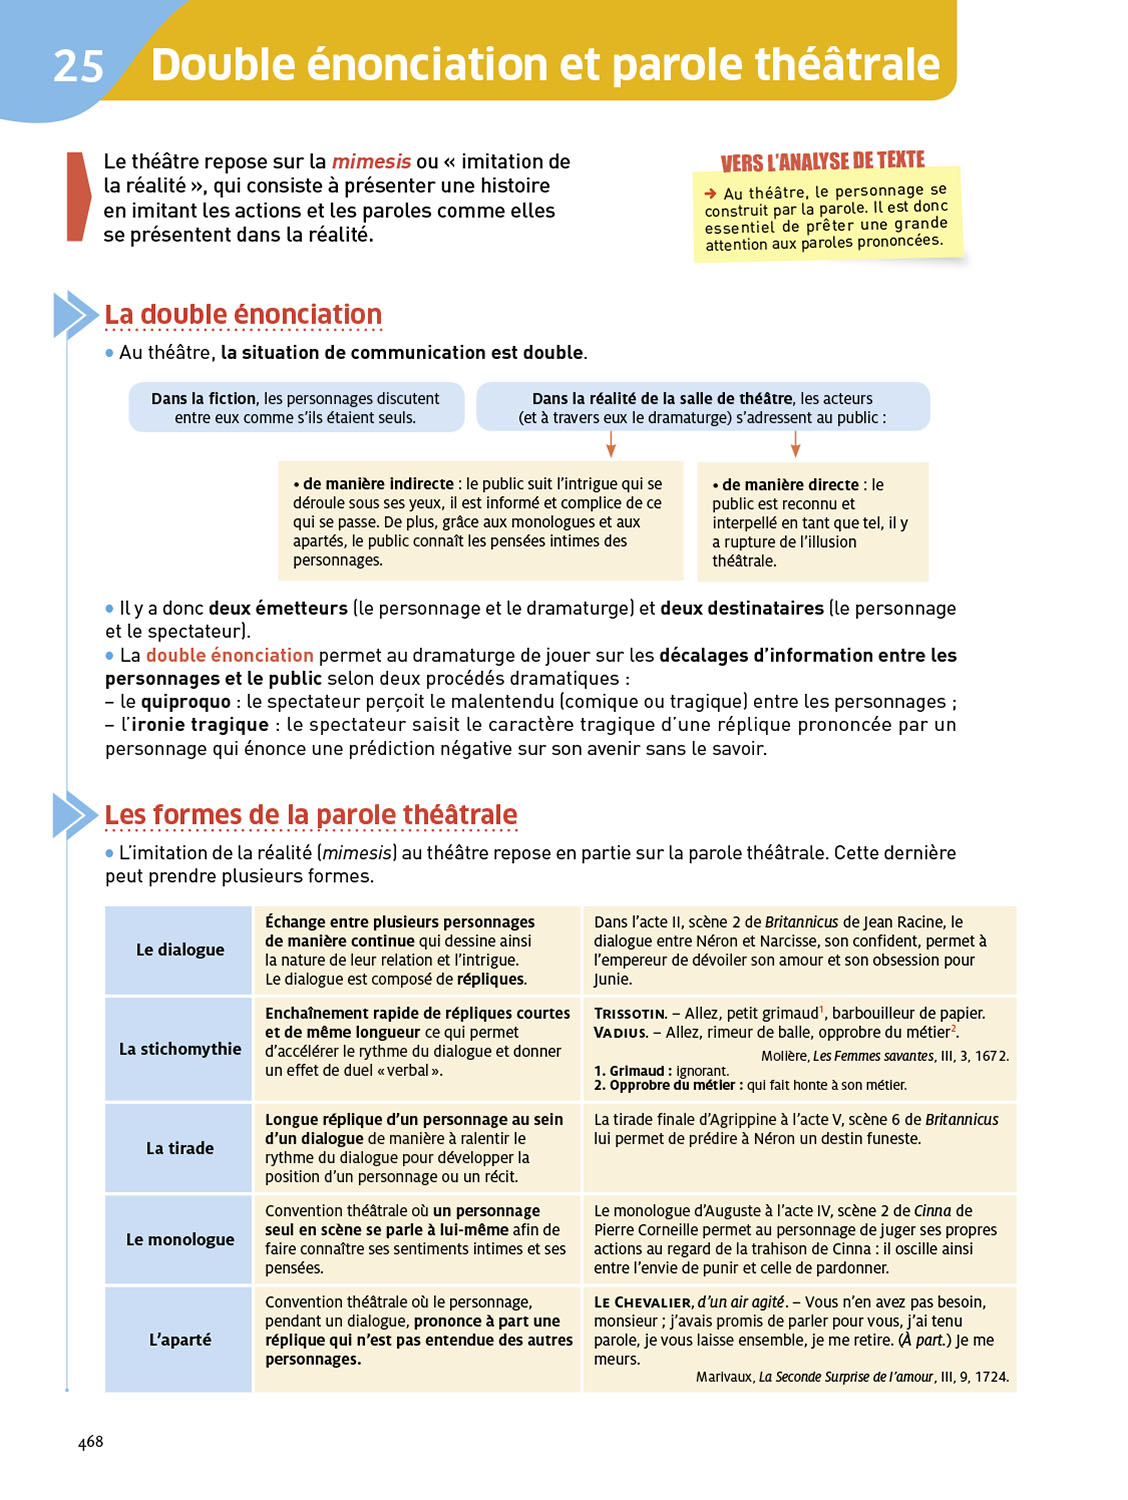 25
Double énonciation et parole théâtrale
Le théâtre repose sur la mimesis ou « imitation de
la réalité », qui consiste à présenter une histoire
en imitant les actions et les paroles comme elles
se présentent dans la réalité.
VERS L'ANALYSE DE TEXTE
➔ Au théâtre, le personnage se
construit par la parole. Il est donc
essentiel de prêter une grande
attention aux paroles prononcées.
La double énonciation
• Au théâtre, la situation de communication est double.
Dans la fiction, les personnages discutent
entre eux comme s'ils étaient seuls.
Dans la réalité de la salle de théâtre, les acteurs
(et à travers eux le dramaturge) s'adressent au public :
• de manière indirecte : le public suit l'intrigue qui se
déroule sous ses yeux, il est informé et complice de ce
qui se passe. De plus, grâce aux monologues et aux
apartés, le public connaît les pensées intimes des
personnages.
• de manière directe : le
public est reconnu et
interpellé en tant que tel, il y
a rupture de l'illusion
théâtrale.
• Il y a donc deux émetteurs (le personnage et le dramaturge) et deux destinataires (le personnage
et le spectateur).
• La double énonciation permet au dramaturge de jouer sur les décalages d'information entre les
personnages et le public selon deux procédés dramatiques :
– le quiproquo : le spectateur perçoit le malentendu (comique ou tragique) entre les personnages ;
– l'ironie tragique : le spectateur saisit le caractère tragique d'une réplique prononcée par un
personnage qui énonce une prédiction négative sur son avenir sans le savoir.
Les formes de la parole théâtrale
• L'imitation de la réalité (mimesis) au théâtre repose en partie sur la parole théâtrale. Cette dernière
peut prendre plusieurs formes.
Le dialogue
Échange entre plusieurs personnages
de manière continue qui dessine ainsi
la nature de leur relation et l'intrigue.
Le dialogue est composé de répliques.
Dans l'acte II, scène 2 de Britannicus de Jean Racine, le
dialogue entre Néron et Narcisse, son confident, permet à
l'empereur de dévoiler son amour et son obsession pour
Junie.
La stichomythie
Enchaînement rapide de répliques courtes
et de même longueur ce qui permet
d'accélérer le rythme du dialogue et donner
un effet de duel « verbal ».
TRISSOTIN. – Allez, petit grimaud1, barbouilleur de papier.
VADIUS. – Allez, rimeur de balle, opprobre du métier2.
Molière, Les Femmes savantes, III, 3, 1672.
1. Grimaud : ignorant.
2. Opprobre du métier : qui fait honte à son métier.
La tirade
Longue réplique d'un personnage au sein
d'un dialogue de manière à ralentir le
rythme du dialogue pour développer la
position d'un personnage ou un récit.
La tirade finale d'Agrippine à l'acte V, scène 6 de Britannicus
lui permet de prédire à Néron un destin funeste.
Le monologue
Convention théâtrale où un personnage
seul en scène se parle à lui-même afin de
faire connaître ses sentiments intimes et ses
pensées.
Le monologue d'Auguste à l'acte IV, scène 2 de Cinna de
Pierre Corneille permet au personnage de juger ses propres
actions au regard de la trahison de Cinna : il oscille ainsi
entre l'envie de punir et celle de pardonner.
L'aparté
Convention théâtrale où le personnage,
pendant un dialogue, prononce à part une
réplique qui n'est pas entendue des autres
personnages.
LE CHEVALIER, d'un air agité. – Vous n'en avez pas besoin,
monsieur ; j'avais promis de parler pour vous, j'ai tenu
parole, je vous laisse ensemble, je me retire. (À part.) Je me
meurs.
Marivaux, La Seconde Surprise de l'amour, III, 9, 1724.
468